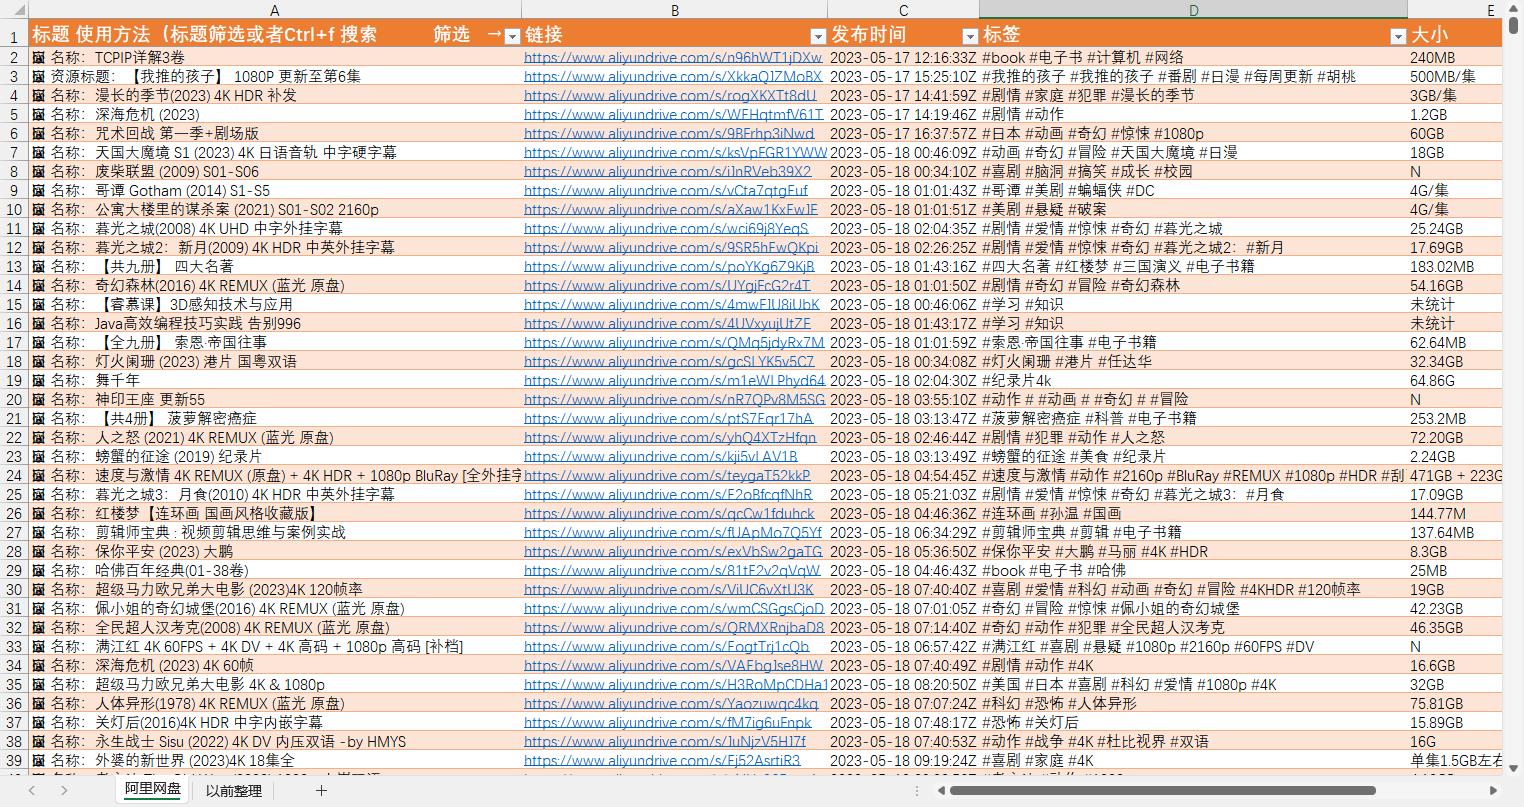 A B C D E
1 标题 使用方法（标题筛选或者Ctrl+f 搜索 筛选 → 链接 发布时间 标签 大小
2 名称：TCPIP详解3卷 https://www.aliyundrive.com/s/n96hWT1jDXw 2023-05-17 12:16:33Z #book #电子书 #计算机 #网络 240MB
3 资源标题：【我推的孩子】 1080P 更新至第6集 https://www.aliyundrive.com/s/XkkaQJZMoBX 2023-05-17 15:25:10Z #我推的孩子 #我推的孩子 #番剧 #日漫 #每周更新 #胡桃 500MB/集
4 名称：漫长的季节(2023) 4K HDR 补发 https://www.aliyundrive.com/s/rogXKXTt8dU 2023-05-17 14:41:59Z #剧情 #家庭 #犯罪 #漫长的季节 3GB/集
5 名称：深海危机 (2023) https://www.aliyundrive.com/s/WFHqtmfV61T 2023-05-17 14:19:46Z #剧情 #动作 1.2GB
6 名称：咒术回战 第一季+剧场版 https://www.aliyundrive.com/s/9BFrhp3iNwd 2023-05-17 16:37:57Z #日本 #动画 #奇幻 #惊悚 #1080p 60GB
7 名称：天国大魔境 S1 (2023) 4K 日语音轨 中字硬字幕 https://www.aliyundrive.com/s/ksVpFGR1YWW 2023-05-18 00:46:09Z #动画 #奇幻 #冒险 #天国大魔境 #日漫 18GB
8 名称：废柴联盟 (2009) S01-S06 https://www.aliyundrive.com/s/iJnRVeb39X2 2023-05-18 00:34:10Z #喜剧 #脑洞 #搞笑 #成长 #校园 N
9 名称：哥谭 Gotham (2014) S1-S5 https://www.aliyundrive.com/s/vCta7qtgFuf 2023-05-18 01:01:43Z #哥谭 #美剧 #蝙蝠侠 #DC 4G/集
10 名称：公寓大楼里的谋杀案 (2021) S01-S02 2160p https://www.aliyundrive.com/s/aXaw1KxFwJF 2023-05-18 01:01:51Z #美剧 #悬疑 #破案 4G/集
11 名称：暮光之城(2008) 4K UHD 中字外挂字幕 https://www.aliyundrive.com/s/wci69j8YeqS 2023-05-18 02:04:35Z #剧情 #爱情 #惊悚 #奇幻 #暮光之城 25.24GB
12 名称：暮光之城2：新月(2009) 4K HDR 中英外挂字幕 https://www.aliyundrive.com/s/9SR5hFwQKpi 2023-05-18 02:26:25Z #剧情 #爱情 #惊悚 #奇幻 #暮光之城2：#新月 17.69GB
13 名称：【共九册】 四大名著 https://www.aliyundrive.com/s/poYKg6Z9KjB 2023-05-18 01:43:16Z #四大名著 #红楼梦 #三国演义 #电子书籍 183.02MB
14 名称：奇幻森林(2016) 4K REMUX (蓝光 原盘) https://www.aliyundrive.com/s/UYgjFcG2r4T 2023-05-18 01:01:50Z #剧情 #奇幻 #冒险 #奇幻森林 54.16GB
15 名称：【睿慕课】3D感知技术与应用 https://www.aliyundrive.com/s/4mwFJU8iUbK 2023-05-18 00:46:06Z #学习 #知识 未统计
16 名称：Java高效编程技巧实践 告别996 https://www.aliyundrive.com/s/4UVxyujUtZE 2023-05-18 01:43:17Z #学习 #知识 未统计
17 名称：【全九册】 索恩·帝国往事 https://www.aliyundrive.com/s/QMq5jdyRx7M 2023-05-18 01:01:59Z #索恩·帝国往事 #电子书籍 62.64MB
18 名称：灯火阑珊 (2023) 港片 国粤双语 https://www.aliyundrive.com/s/gcSLYK5v5C7 2023-05-18 00:34:08Z #灯火阑珊 #港片 #任达华 32.34GB
19 名称：舞千年 https://www.aliyundrive.com/s/m1eWLPhyd64 2023-05-18 02:04:30Z #纪录片4k 64.86G
20 名称：神印王座 更新55 https://www.aliyundrive.com/s/nR7QPv8M5SG 2023-05-18 03:55:10Z #动作 # #动画 # #奇幻 # #冒险 N
21 名称：【共4册】 菠萝解密癌症 https://www.aliyundrive.com/s/ptS7Fqr17hA 2023-05-18 03:13:47Z #菠萝解密癌症 #科普 #电子书籍 253.2MB
22 名称：人之怒 (2021) 4K REMUX (蓝光 原盘) https://www.aliyundrive.com/s/yhQ4XTzHfqn 2023-05-18 02:46:44Z #剧情 #犯罪 #动作 #人之怒 72.20GB
23 名称：螃蟹的征途 (2019) 纪录片 https://www.aliyundrive.com/s/kji5vLAV1B 2023-05-18 03:13:49Z #螃蟹的征途 #美食 #纪录片 2.24GB
24 名称：速度与激情 4K REMUX (原盘) + 4K HDR + 1080p BluRay [全外挂字 https://www.aliyundrive.com/s/teygaT52kkP 2023-05-18 04:54:45Z #速度与激情 #动作 #2160p #BluRay #REMUX #1080p #HDR #刮 471GB + 223G
25 名称：暮光之城3：月食(2010) 4K HDR 中英外挂字幕 https://www.aliyundrive.com/s/F2oBfcqfNhR 2023-05-18 05:21:03Z #剧情 #爱情 #惊悚 #奇幻 #暮光之城3：#月食 17.09GB
26 名称：红楼梦【连环画 国画风格收藏版】 https://www.aliyundrive.com/s/qcCw1fduhck 2023-05-18 04:46:36Z #连环画 #孙温 #国画 144.77M
27 名称：剪辑师宝典 : 视频剪辑思维与案例实战 https://www.aliyundrive.com/s/fUApMo7Q5Yf 2023-05-18 06:34:29Z #剪辑师宝典 #剪辑 #电子书籍 137.64MB
28 名称：保你平安 (2023) 大鹏 https://www.aliyundrive.com/s/exVbSw2gaTG 2023-05-18 05:36:50Z #保你平安 #大鹏 #马丽 #4K #HDR 8.3GB
29 名称：哈佛百年经典(01-38卷) https://www.aliyundrive.com/s/81tE2v2qVqW 2023-05-18 04:46:43Z #book #电子书 #哈佛 25MB
30 名称：超级马力欧兄弟大电影 (2023)4K 120帧率 https://www.aliyundrive.com/s/ViUC6vXtU3K 2023-05-18 07:40:40Z #喜剧 #爱情 #科幻 #动画 #奇幻 #冒险 #4KHDR #120帧率 19GB
31 名称：佩小姐的奇幻城堡(2016) 4K REMUX (蓝光 原盘) https://www.aliyundrive.com/s/wmCSGgsCjoD 2023-05-18 07:01:05Z #奇幻 #冒险 #惊悚 #佩小姐的奇幻城堡 42.23GB
32 名称：全民超人汉考克(2008) 4K REMUX (蓝光 原盘) https://www.aliyundrive.com/s/QRMXRnjbaD8 2023-05-18 07:14:40Z #奇幻 #动作 #犯罪 #全民超人汉考克 46.35GB
33 名称：满江红 4K 60FPS + 4K DV + 4K 高码 + 1080p 高码 [补档] https://www.aliyundrive.com/s/FogtTrj1cQb 2023-05-18 06:57:42Z #满江红 #喜剧 #悬疑 #1080p #2160p #60FPS #DV N
34 名称：深海危机 (2023) 4K 60帧 https://www.aliyundrive.com/s/VAEbgJse8HW 2023-05-18 07:40:49Z #剧情 #动作 #4K 16.6GB
35 名称：超级马力欧兄弟大电影 4K & 1080p https://www.aliyundrive.com/s/H3RoMpCDHa1 2023-05-18 08:20:50Z #美国 #日本 #喜剧 #科幻 #爱情 #1080p #4K 32GB
36 名称：人体异形(1978) 4K REMUX (蓝光 原盘) https://www.aliyundrive.com/s/Yaozuwqc4kq 2023-05-18 07:07:24Z #科幻 #恐怖 #人体异形 75.81GB
37 名称：关灯后(2016)4K HDR 中字内嵌字幕 https://www.aliyundrive.com/s/fM7ig6uFnpk 2023-05-18 07:48:17Z #恐怖 #关灯后 15.89GB
38 名称：永生战士 Sisu (2022) 4K DV 内压双语 -by HMYS https://www.aliyundrive.com/s/JuNjzV5HJ7f 2023-05-18 07:40:53Z #动作 #战争 #4K #杜比视界 #双语 16G
39 名称：外婆的新世界 (2023)4K 18集全 https://www.aliyundrive.com/s/Fj52AsrtiR3 2023-05-18 09:19:24Z #喜剧 #家庭 #4K 单集1.5GB左右
阿里网盘 以前整理 +